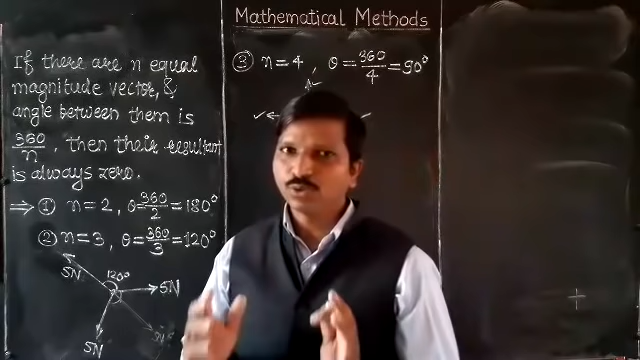 Mathematical Methods
If there are n equal
magnitude vector, &
angle between them is
360/n, then their resultant
is always zero.
⇒ ① n=2, θ=360/2=180°
② n=3, θ=360/3=120°
5N
120°
5N
5N
③ n=4, θ=360/4=90°